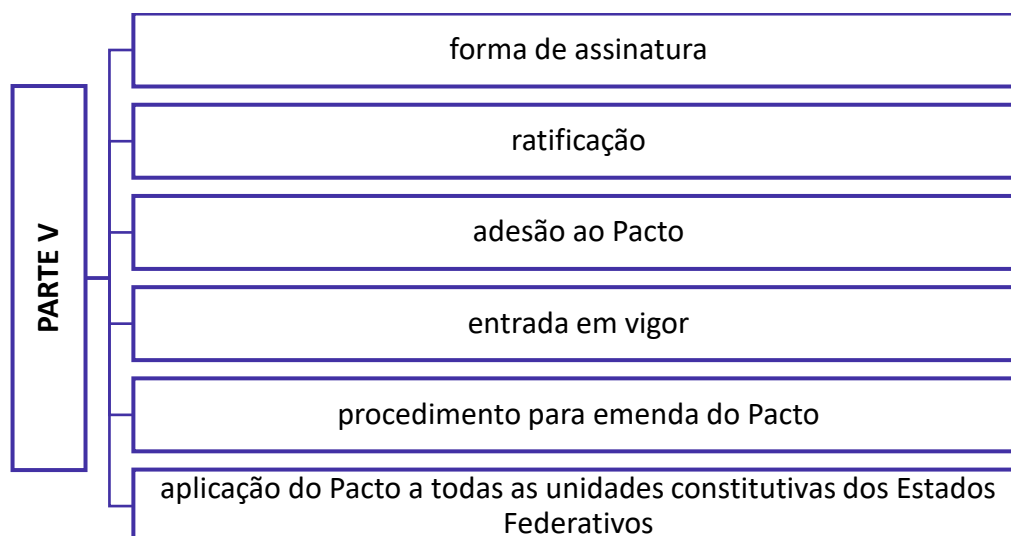 PARTE V
forma de assinatura
ratificação
adesão ao Pacto
entrada em vigor
procedimento para emenda do Pacto
aplicação do Pacto a todas as unidades constitutivas dos Estados
Federativos